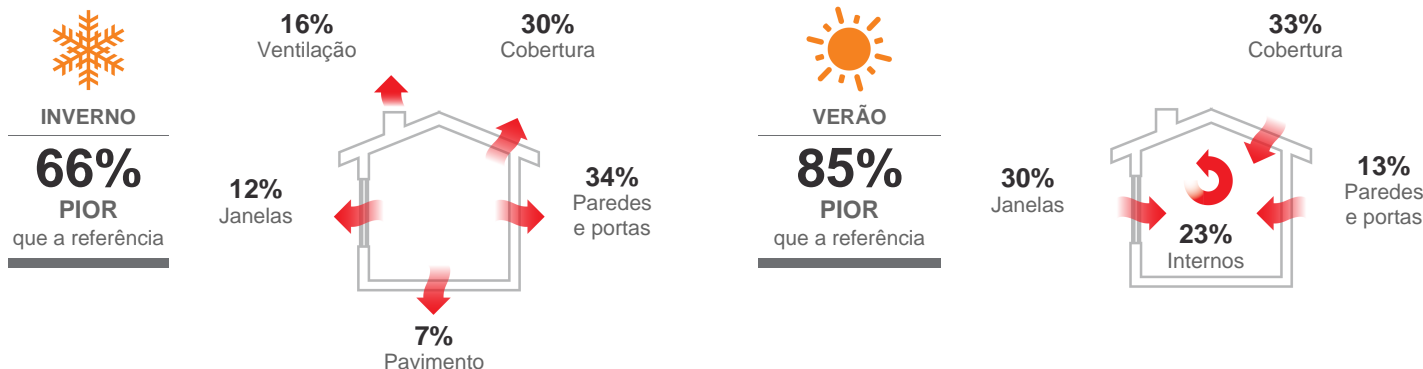 INVERNO
66%
PIOR
que a referência
16%
Ventilação
30%
Cobertura
12%
Janelas
34%
Paredes
e portas
7%
Pavimento
VERÃO
85%
PIOR
que a referência
33%
Cobertura
30%
Janelas
13%
Paredes
e portas
23%
Internos